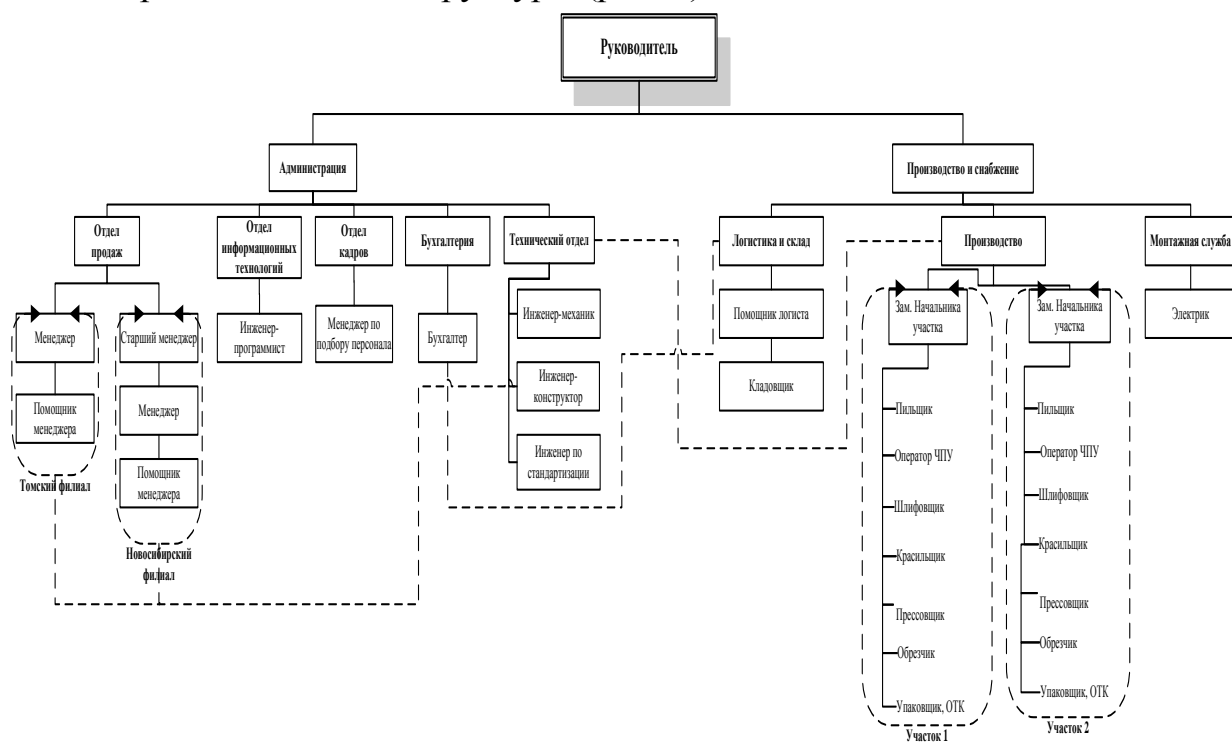 Руководитель
Администрация
Производство и снабжение
Отдел
продаж
Отдел
информационных
технологий
Отдел
кадров
Бухгалтерия
Технический отдел
Логистика и склад
Производство
Монтажная служба
Менеджер
Старший менеджер
Инженер-
программист
Менеджер по
подбору персонала
Бухгалтер
Инженер-механик
Помощник логиста
Зам. Начальника
участка
Зам. Начальника
участка
Электрик
Помощник
менеджера
Менеджер
Инженер-
конструктор
Кладовщик
Помощник
менеджера
Инженер по
стандартизации
Томский филиал
Новосибирский
филиал
Пильщик
Оператор ЧПУ
Шлифовщик
Красильщик
Прессовщик
Обрезчик
Упаковщик, ОТК
Участок 1
Пильщик
Оператор ЧПУ
Шлифовщик
Красильщик
Прессовщик
Обрезчик
Упаковщик, ОТК
Участок 2